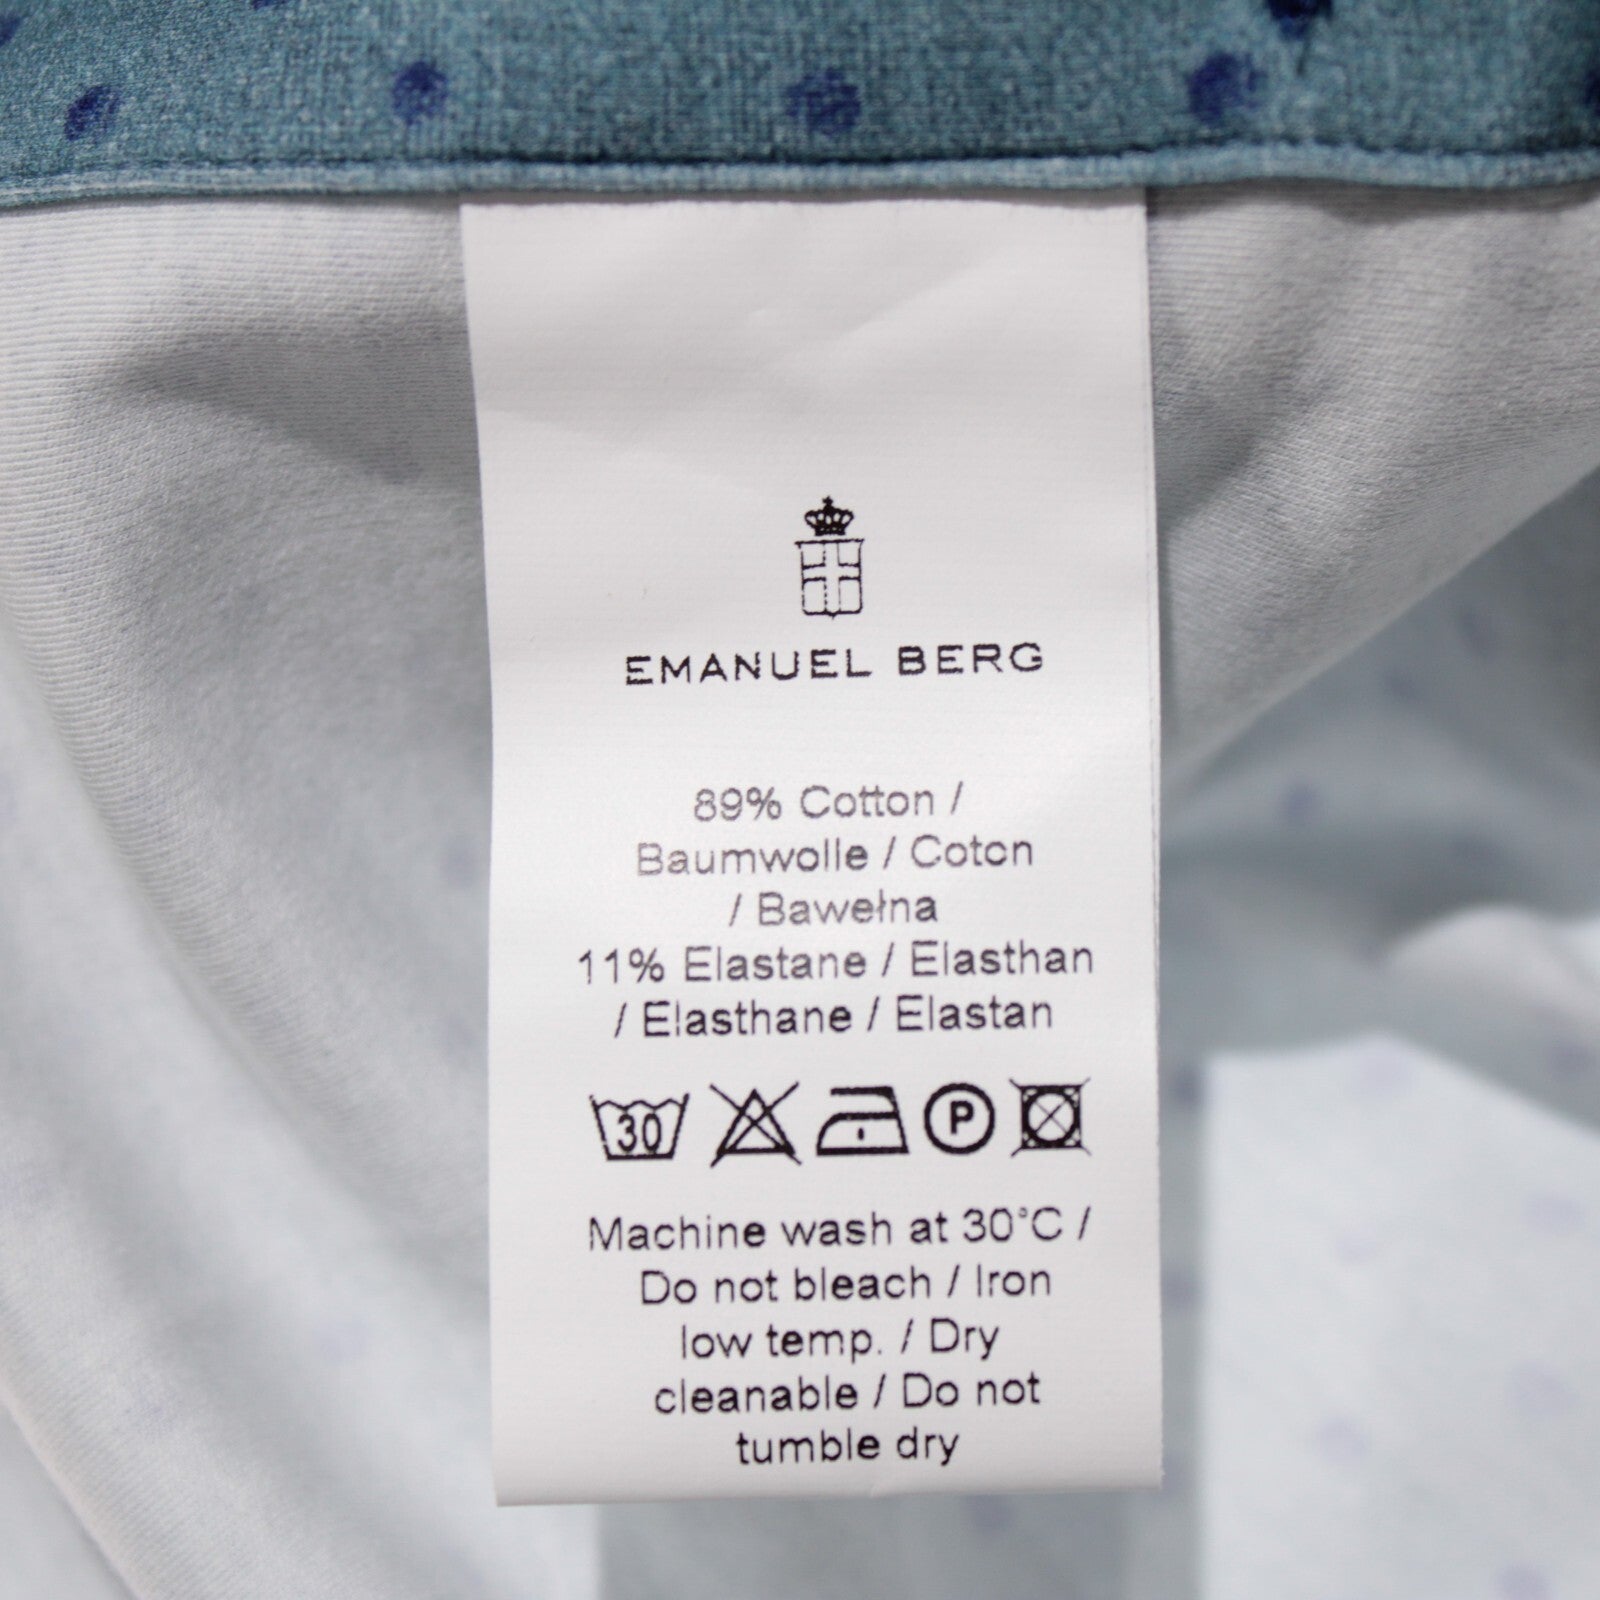 EMANUEL BERG
89% Cotton /
Baumwolle / Coton
/ Bawełna
11% Elastane / Elasthan
/ Elasthane / Elastan
30 P
Machine wash at 30°C /
Do not bleach / Iron
low temp. / Dry
cleanable / Do not
tumble dry